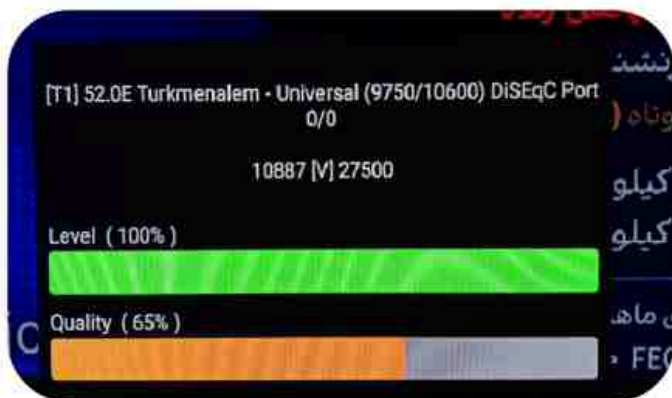 [T1] 52.0E Turkmenalem - Universal (9750/10600) DiSEqC Port
0/0
10887 [V] 27500
Level ( 100% )
Quality ( 65% )
کیلو
کیلو
FEC